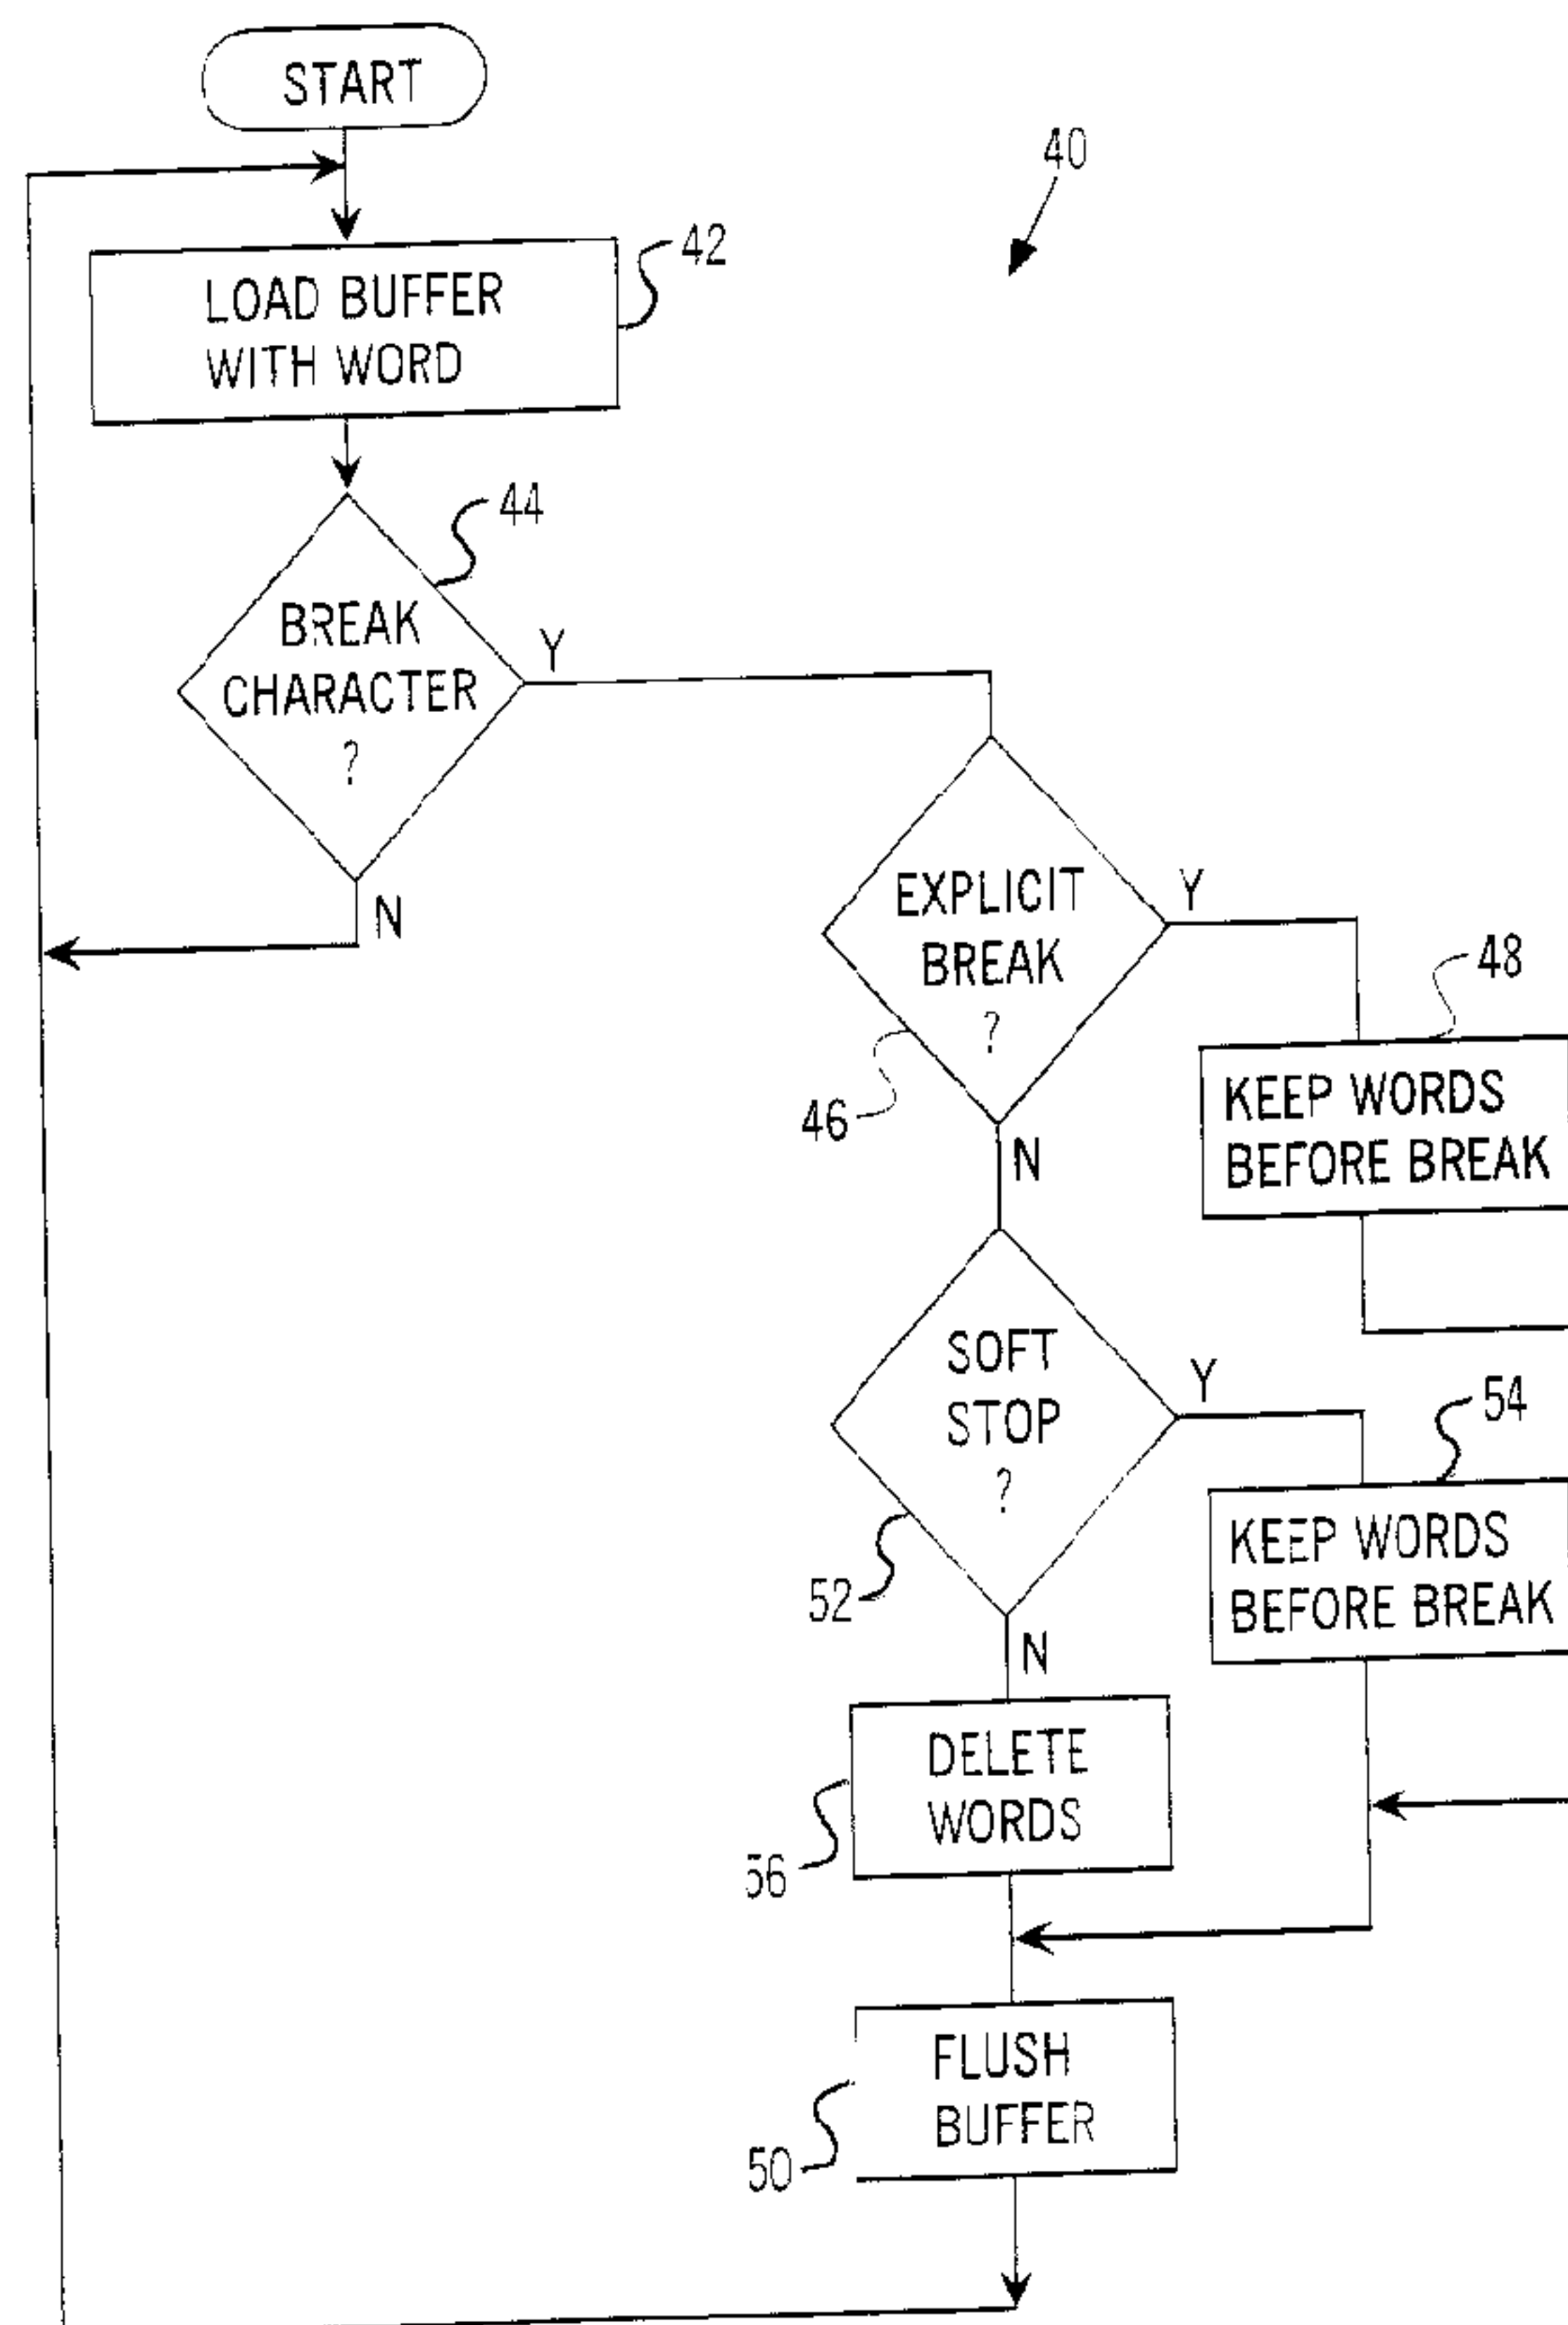 START
40
42
LOAD BUFFER
WITH WORD
44
BREAK
CHARACTER
?
Y
N
EXPLICIT
BREAK
?
Y
46
N
48
KEEP WORDS
BEFORE BREAK
SOFT
STOP
?
Y
52
N
54
KEEP WORDS
BEFORE BREAK
DELETE
WORDS
56
FLUSH
BUFFER
50